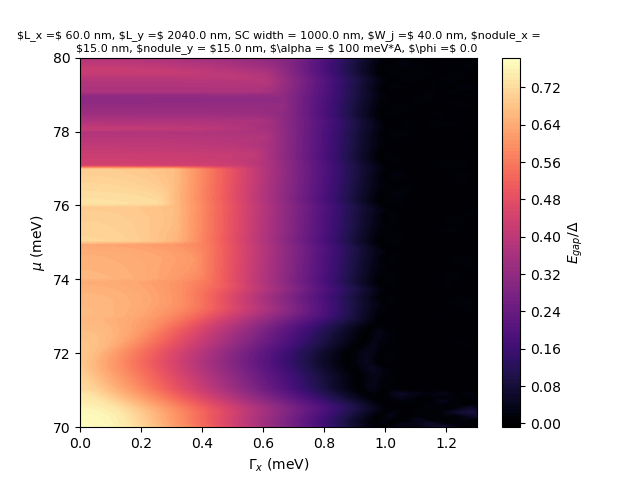 $L_x =$ 60.0 nm, $L_y =$ 2040.0 nm, SC width = 1000.0 nm, $W_j =$ 40.0 nm, $nodule_x =
$15.0 nm, $nodule_y = $15.0 nm, $\alpha = $ 100 meV*A, $\phi =$ 0.0
80
78
76
74
72
70
μ (meV)
0.0 0.2 0.4 0.6 0.8 1.0 1.2
Γx (meV)
0.72
0.64
0.56
0.48
0.40
0.32
0.24
0.16
0.08
0.00
Egap/Δ